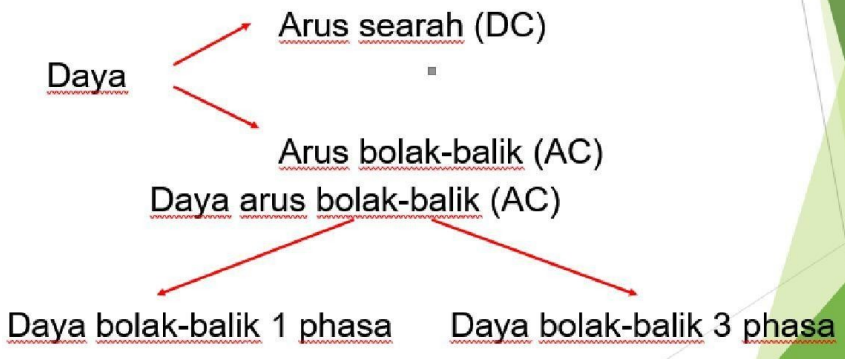 Arus searah (DC)
Daya
Arus bolak-balik (AC)
Daya arus bolak-balik (AC)
Daya bolak-balik 1 phasa
Daya bolak-balik 3 phasa